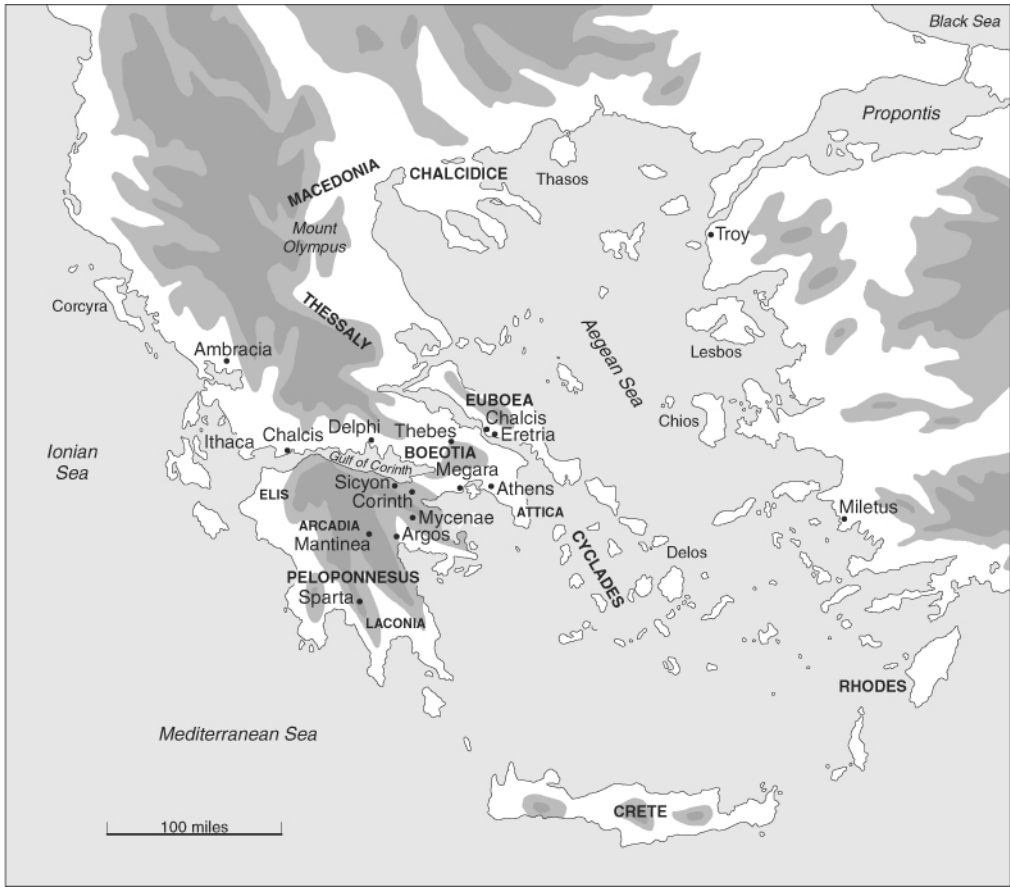 Black Sea
Propontis
MACEDONIA
CHALCIDICE
Thasos
Mount
Olympus
Troy
Corcyra
THESSALY
Aegean Sea
Lesbos
Ambracia
EUBOEA
Chalcis
Eretria
Chios
Ionian
Sea
Ithaca
Chalcis
Delphi
Thebes
BOEOTIA
Gulf of Corinth
Megara
Sicyon
Corinth
Athens
ELIS
ATTICA
Miletus
ARCADIA
Mycenae
Mantinea
Argos
CYCLADES
Delos
PELOPONNESUS
Sparta
LACONIA
RHODES
Mediterranean Sea
CRETE
100 miles